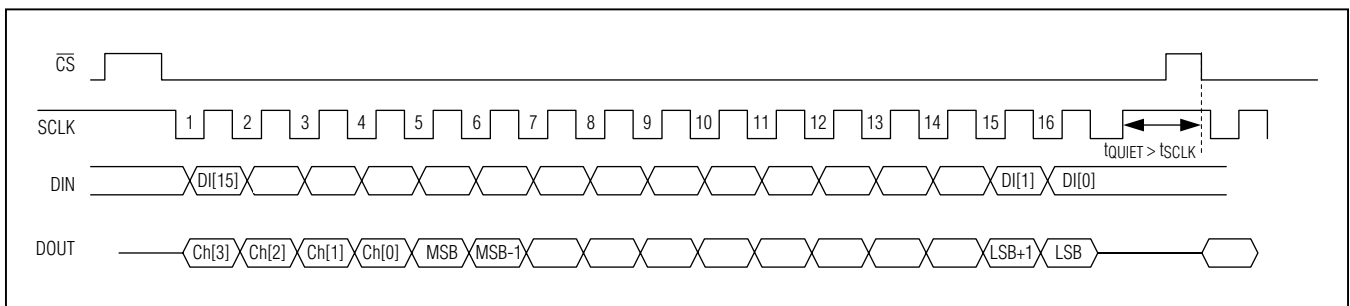 C̅S̅
SCLK 1 2 3 4 5 6 7 8 9 10 11 12 13 14 15 16
tQUIET > tSCLK
DIN DI[15] DI[1] DI[0]
DOUT Ch[3] Ch[2] Ch[1] Ch[0] MSB MSB-1 LSB+1 LSB